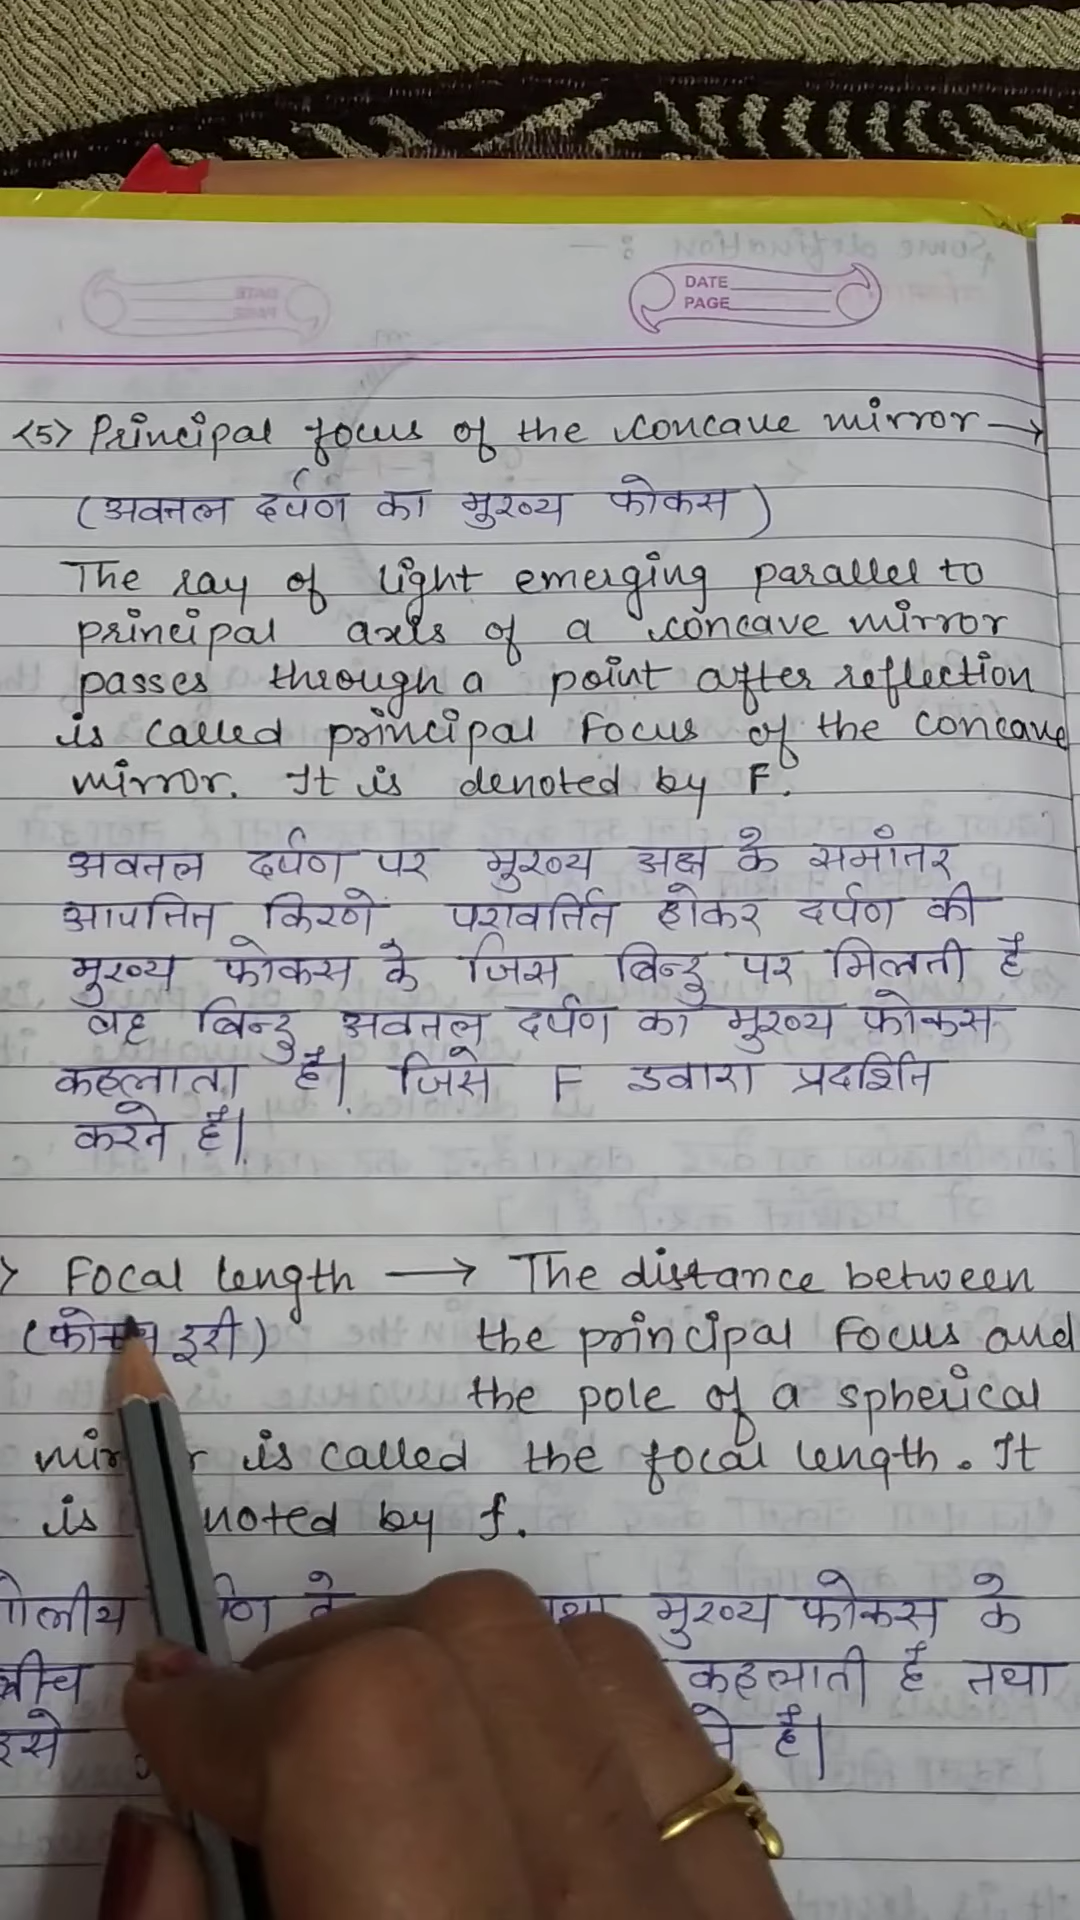 DATE
PAGE
<5> Principal focus of the concave mirror →
(अवतल दर्पण का मुख्य फोकस)
The ray of light emerging parallel to
principal axis of a concave mirror
passes through a point after reflection
is called principal Focus of the concave
mirror. It is denoted by F.
अवतल दर्पण पर मुख्य अक्ष के समांतर
आपतित किरणें परावर्तित होकर दर्पण की
मुख्य फोकस के जिस बिन्दु पर मिलती है
वह बिन्दु अवतल दर्पण का मुख्य फोकस
कहलाता है। जिसे F द्वारा प्रदर्शित
करते है।
> Focal length → The distance between
दूरी) the principal Focus and
the pole of a spherical
is called the focal length. It
is by f.
मुख्य फोकस के
बीच कहलाती है तथा
इसे है।